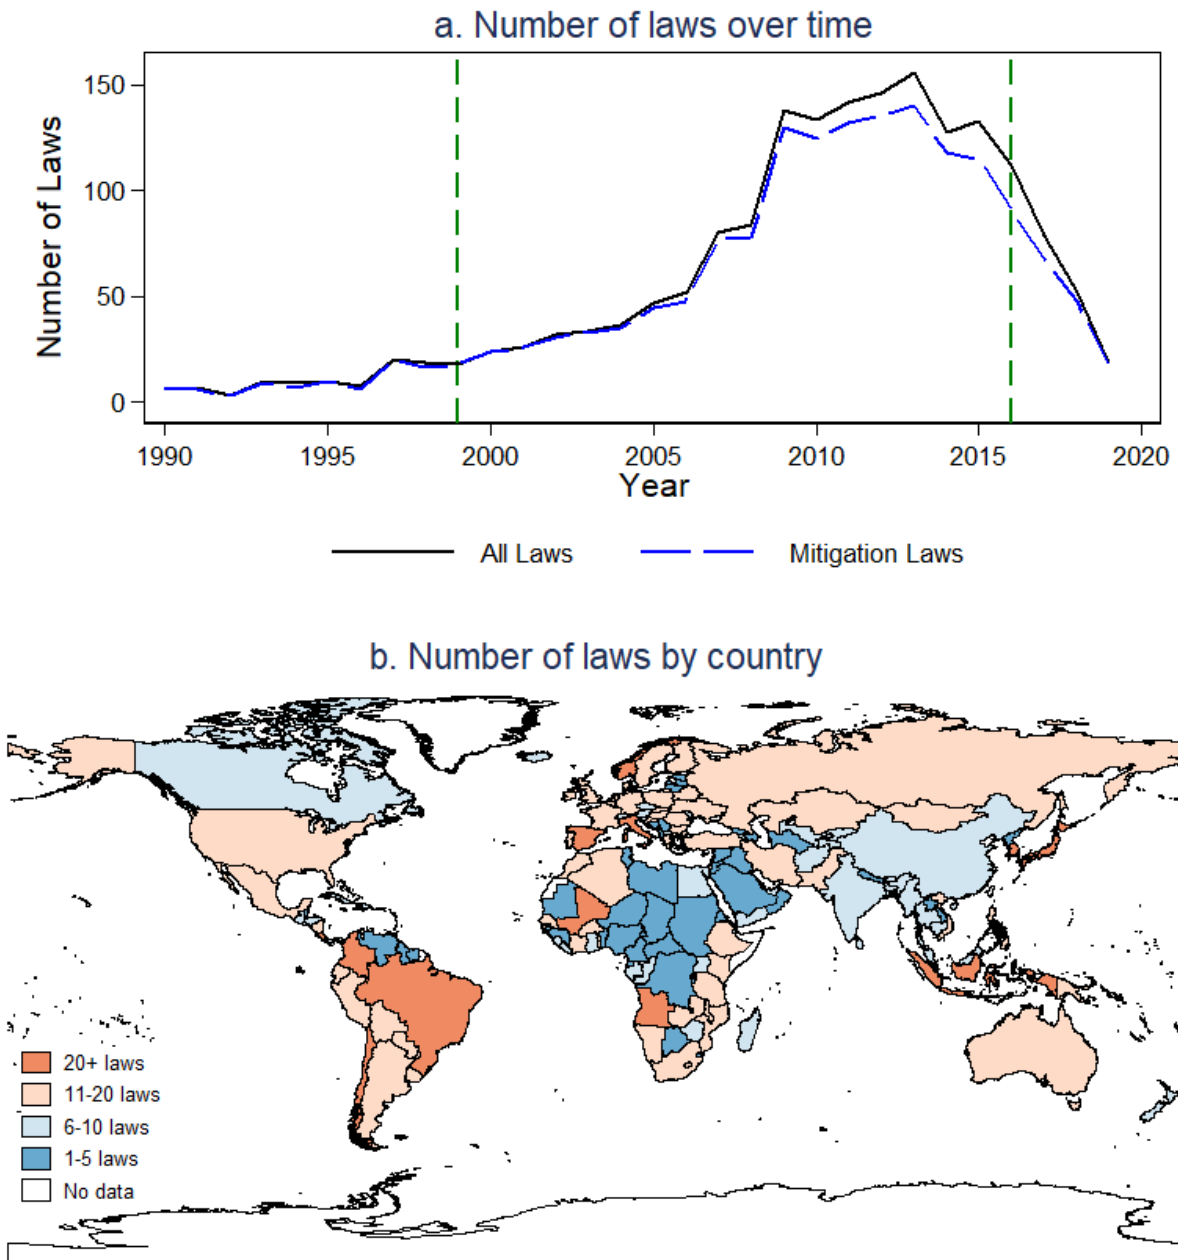 a. Number of laws over time
150
100
50
0
Number of Laws
1990 1995 2000 2005 2010 2015 2020
Year
All Laws Mitigation Laws
b. Number of laws by country
20+ laws
11-20 laws
6-10 laws
1-5 laws
No data